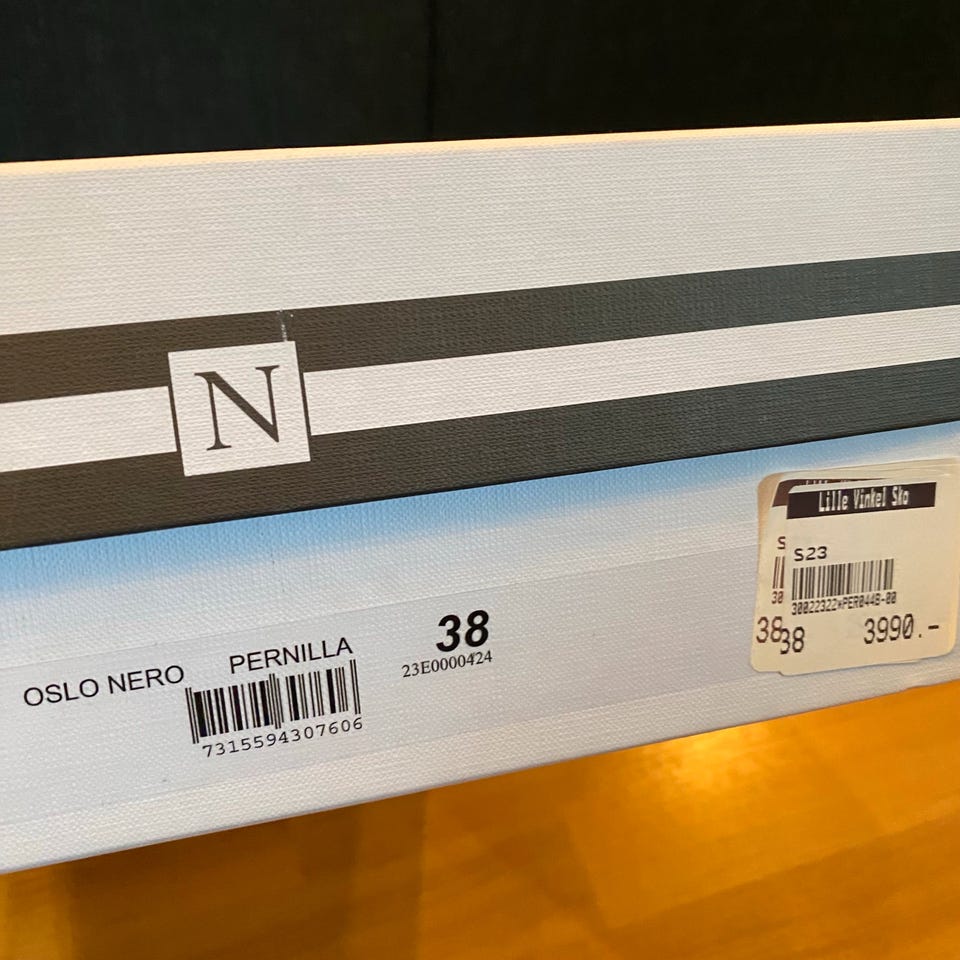 N
OSLO NERO PERNILLA 38
23E0000424
7315594307606
Lille Vinkel Sko
S
S23
30
30022322*PER044B-00
38
38 3990.-